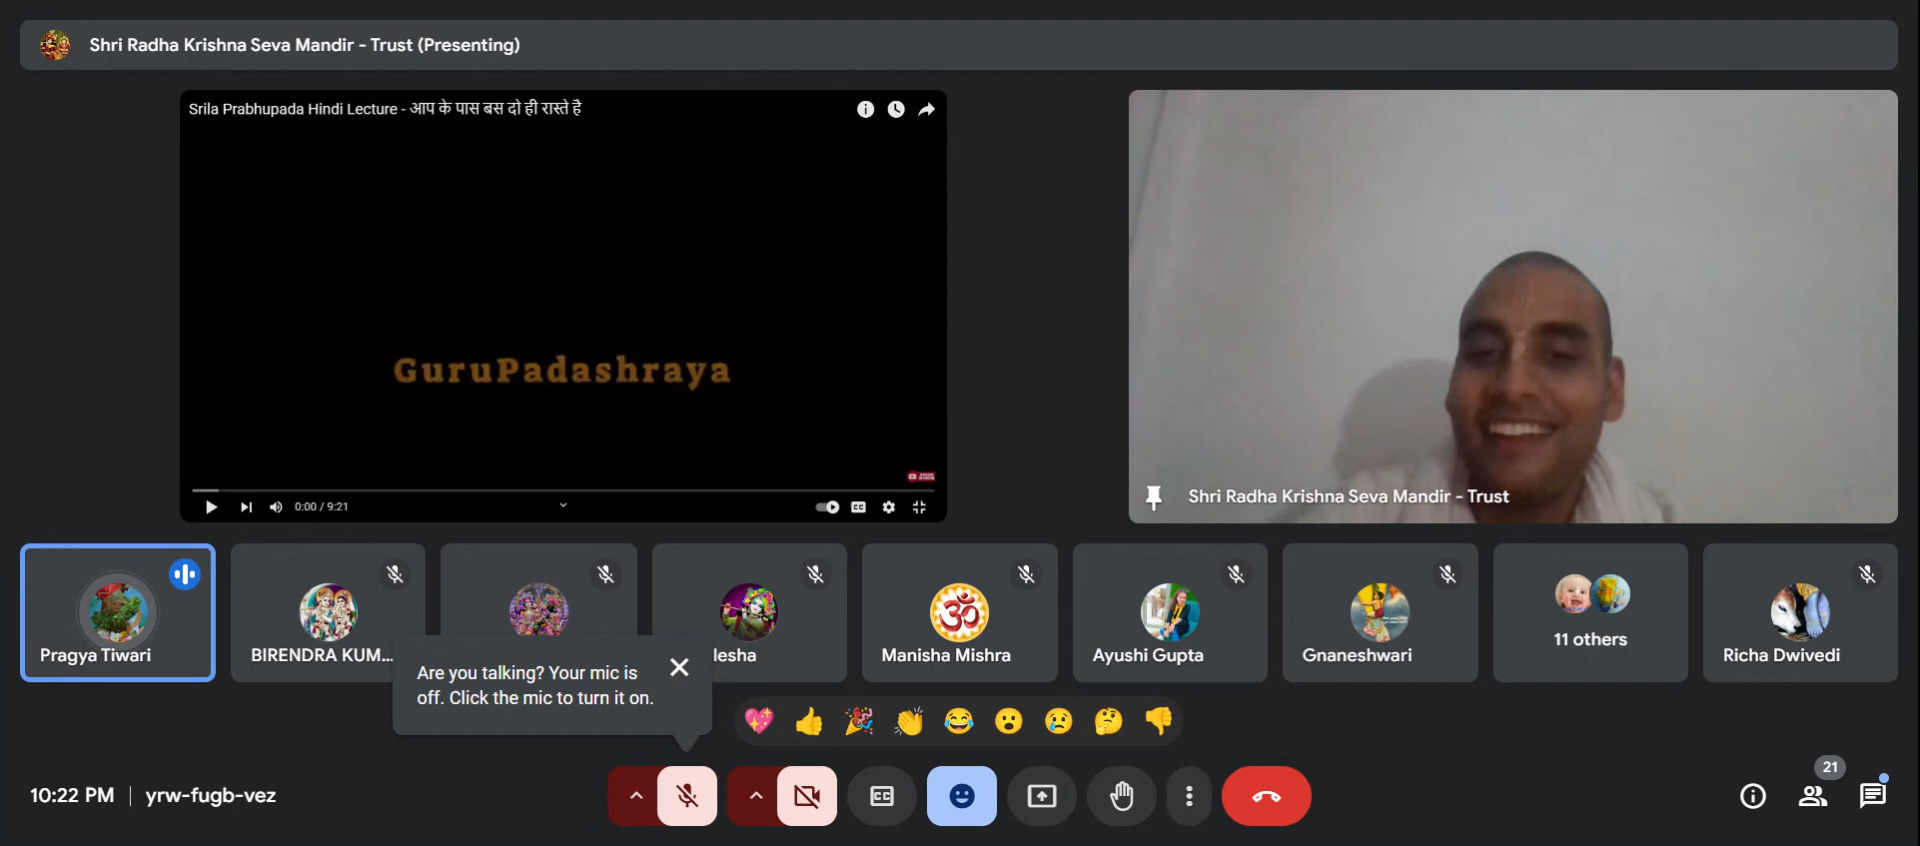 Shri Radha Krishna Seva Mandir - Trust (Presenting)
Srila Prabhupada Hindi Lecture - आप के पास बस दो ही रास्ते है
GuruPadashraya
0:00 / 9:21
Shri Radha Krishna Seva Mandir - Trust
Pragya Tiwari
BIRENDRA KUM...
lesha
Manisha Mishra
Ayushi Gupta
Gnaneshwari
11 others
Richa Dwivedi
Are you talking? Your mic is
off. Click the mic to turn it on.
10:22 PM | yrw-fugb-vez
21